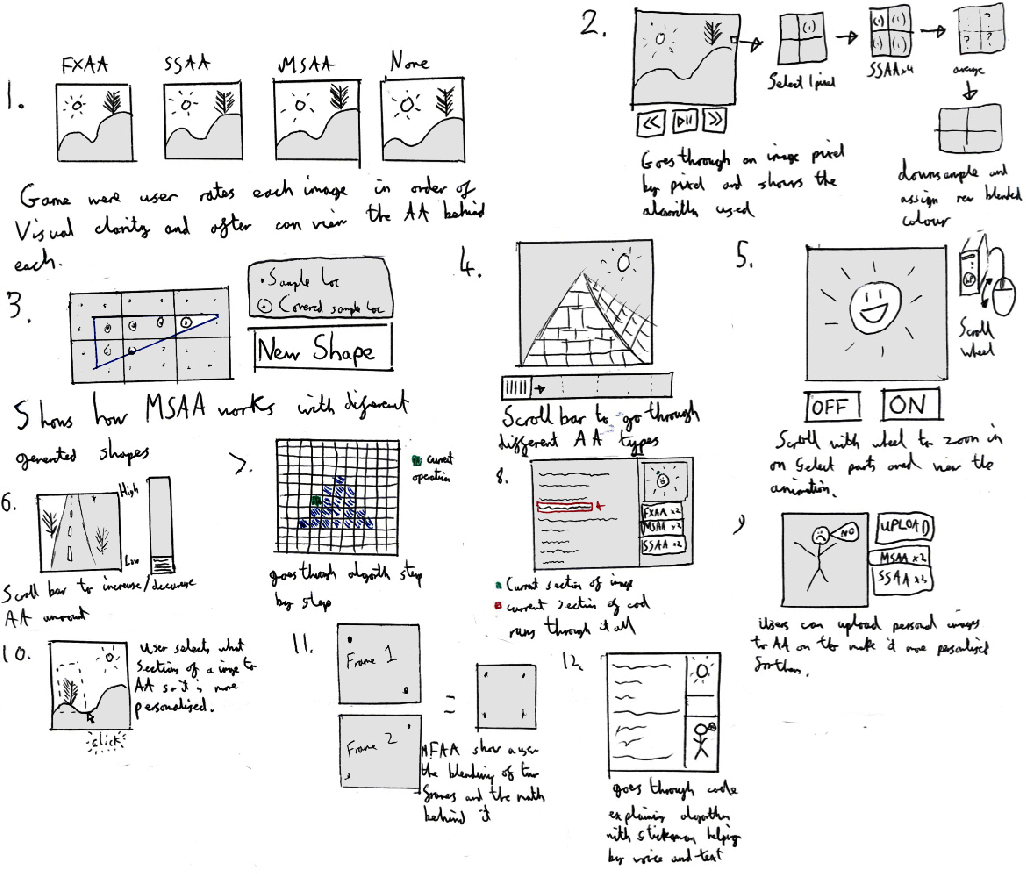 1.
FXAA SSAA MSAA None
Game were user rates each image in order of
Visual clarity and after can view the AA behind
each.
2.
Select 1 pixel
SSAAx4
average
downsample and
assign new blended
colour
Goes through an image pixel
by pixel and shows the
used
3.
Sample loc
Covered sample loc
New Shape
Shows how MSAA works with different
generated shapes
4.
Scroll bar to go through
different AA types
5.
Scroll
wheel
OFF ON
Scroll with wheel to zoom in
on select parts and view the
animation.
6.
High
Low
Scroll bar to increase/decrease
AA amount
7.
current
operation
goes through algorith step
by step
8.
FXAA x2
MSAA x2
SSAA x2
current section of image
current section of
runs through it all
9
NO
UPLOAD
MSAA x2
SSAA x2
users can upload personal images
to AA on to make it more personalised
for them.
10.
User selects what
section of a image to
AA so it is more
personalised.
click
11.
Frame 1
Frame 2
=
MFAA show
the blending of two
frames and the math
behind it
12.
goes through code
explaining algorithm
with stickman helping
by voice and text